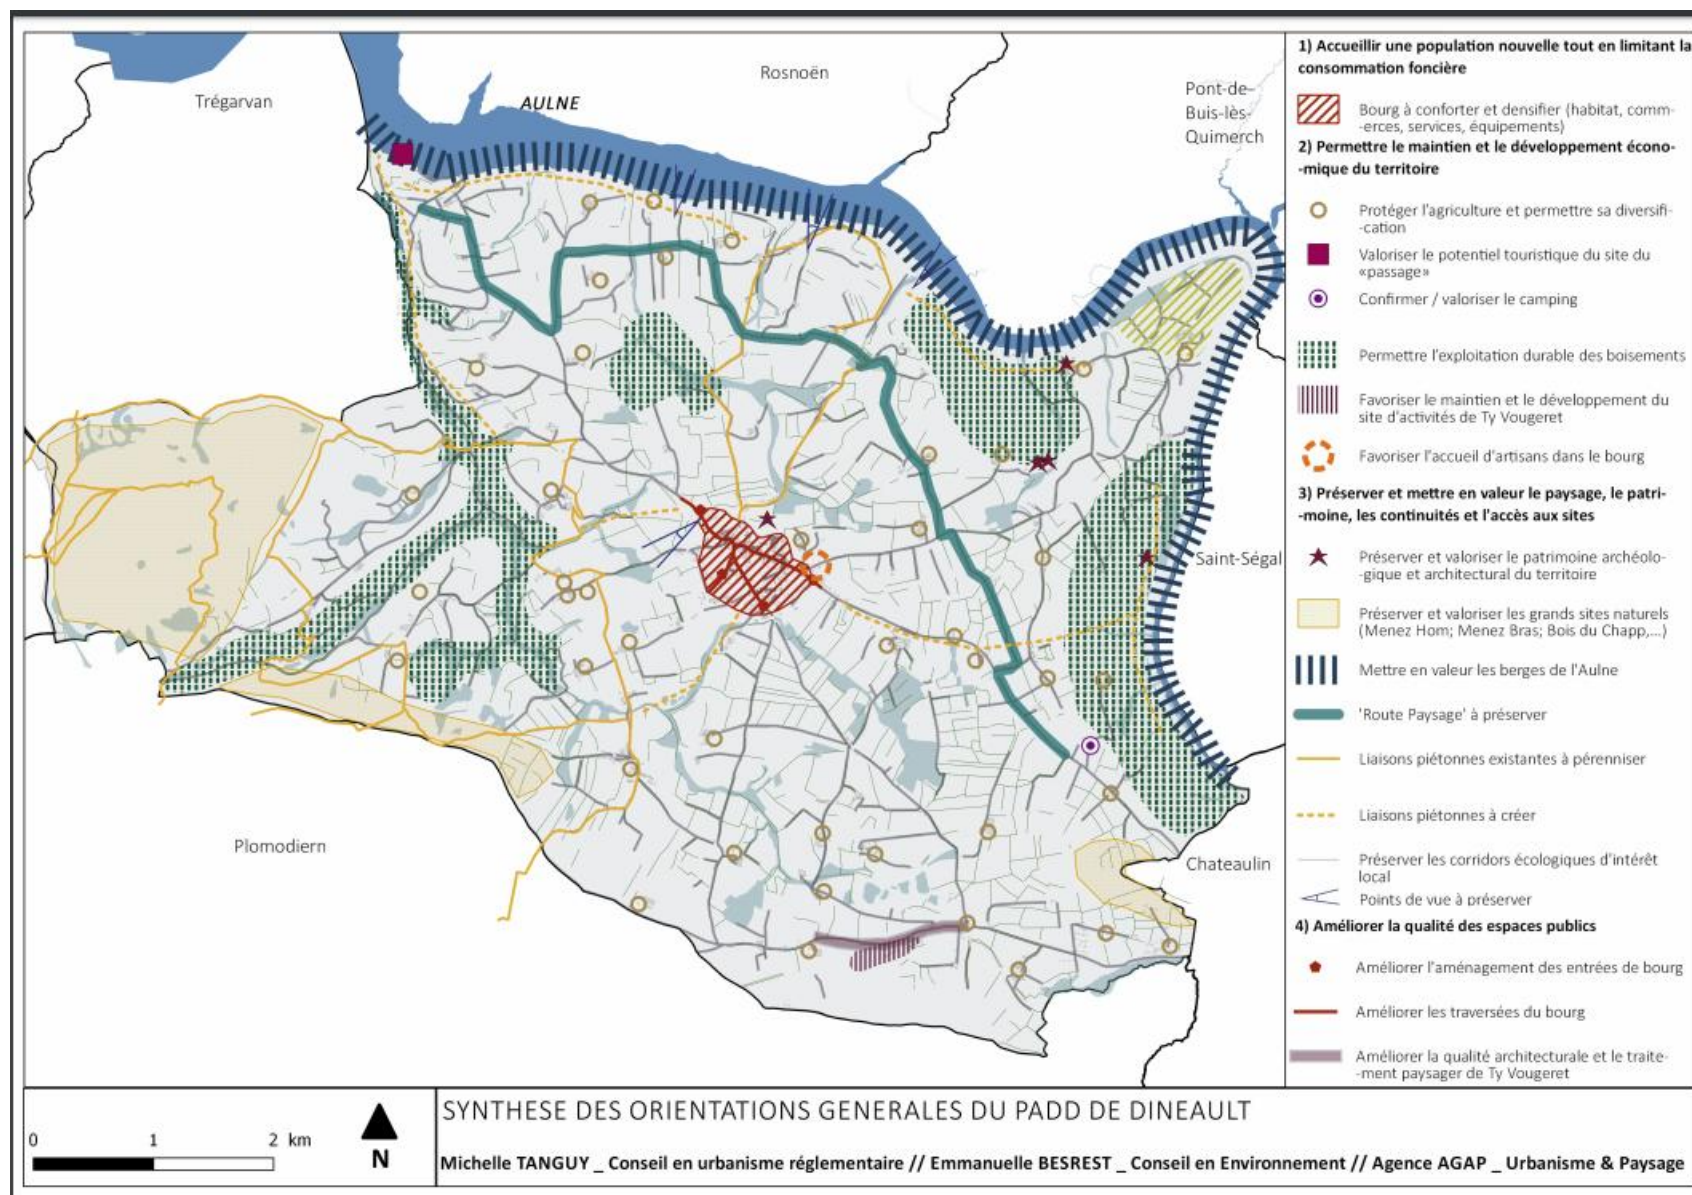 Trégarvan
Rosnoën
AULNE
Pont-de-
Buis-lès-
Quimerch
Saint-Ségal
Plomodiern
Chateaulin
1) Accueillir une population nouvelle tout en limitant la
consommation foncière
Bourg à conforter et densifier (habitat, comm-
-erces, services, équipements)
2) Permettre le maintien et le développement écono-
-mique du territoire
Protéger l'agriculture et permettre sa diversifi-
-cation
Valoriser le potentiel touristique du site du
«passage»
Confirmer / valoriser le camping
Permettre l'exploitation durable des boisements
Favoriser le maintien et le développement du
site d'activités de Ty Vougeret
Favoriser l'accueil d'artisans dans le bourg
3) Préserver et mettre en valeur le paysage, le patri-
-moine, les continuités et l'accès aux sites
Préserver et valoriser le patrimoine archéolo-
-gique et architectural du territoire
Préserver et valoriser les grands sites naturels
(Menez Hom; Menez Bras; Bois du Chapp,...)
Mettre en valeur les berges de l'Aulne
'Route Paysage' à préserver
Liaisons piétonnes existantes à pérenniser
Liaisons piétonnes à créer
Préserver les corridors écologiques d'intérêt
local
Points de vue à préserver
4) Améliorer la qualité des espaces publics
Améliorer l'aménagement des entrées de bourg
Améliorer les traversées du bourg
Améliorer la qualité architecturale et le traite-
-ment paysager de Ty Vougeret
0 1 2 km
N
SYNTHESE DES ORIENTATIONS GENERALES DU PADD DE DINEAULT
Michelle TANGUY _ Conseil en urbanisme réglementaire // Emmanuelle BESREST _ Conseil en Environnement // Agence AGAP _ Urbanisme & Paysage